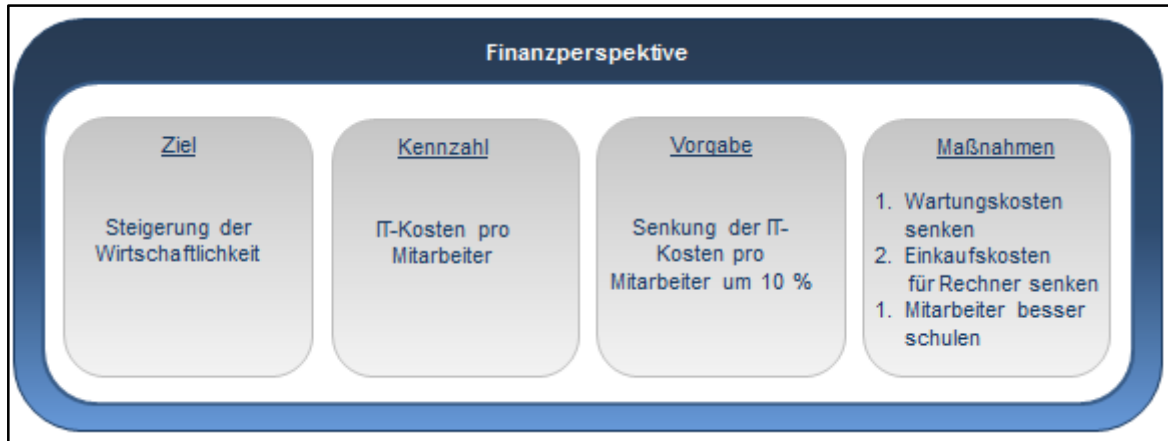 Finanzperspektive
Ziel
Steigerung der
Wirtschaftlichkeit
Kennzahl
IT-Kosten pro
Mitarbeiter
Vorgabe
Senkung der IT-
Kosten pro
Mitarbeiter um 10 %
Maßnahmen
1. Wartungskosten
senken
2. Einkaufskosten
für Rechner senken
1. Mitarbeiter besser
schulen